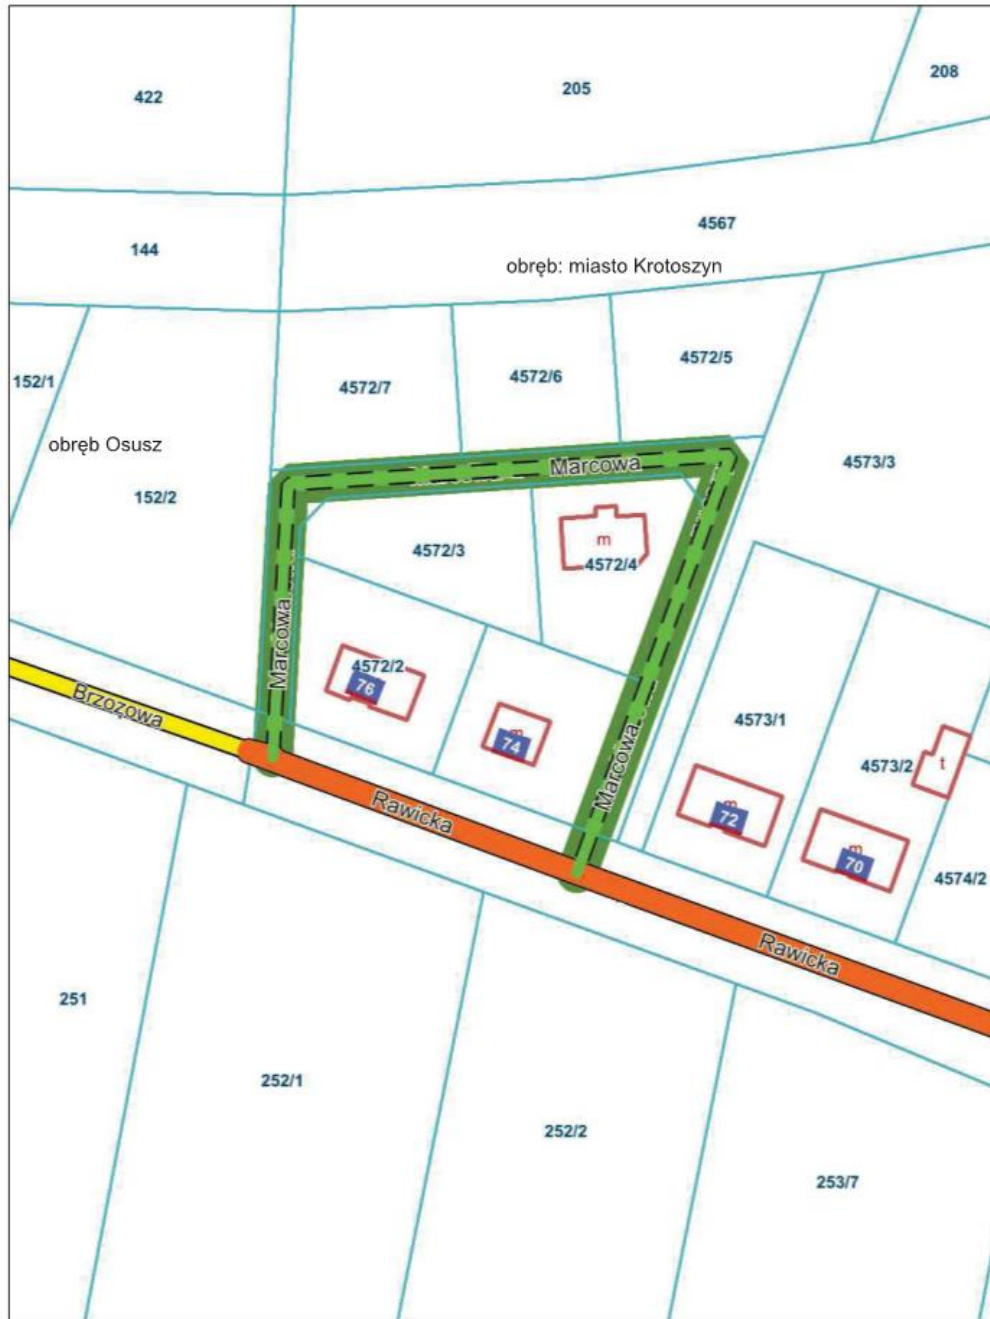 422
205
208
144
4567
obręb: miasto Krotoszyn
152/1
4572/7
4572/6
4572/5
obręb Osusz
152/2
Marcowa
4573/3
4572/3
m
4572/4
Marcowa
4572/2
76
Brzozowa
m
74
4573/1
4573/2
t
Marcowa
Rawicka
m
72
m
70
4574/2
Rawicka
251
252/1
252/2
253/7